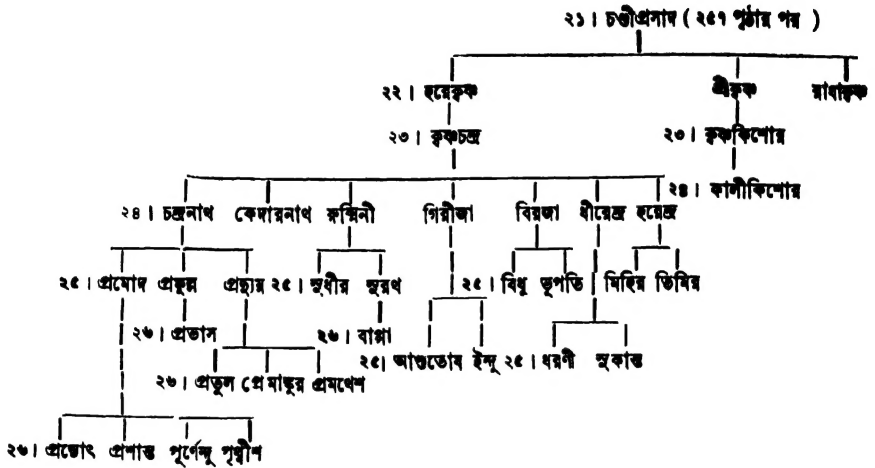 ২১। চণ্ডীপ্রসাদ ( ২৫৭ পৃষ্ঠার পর )
২২। হরেকৃষ্ণ শ্রীকৃষ্ণ রাধাকৃষ্ণ
২৩। কৃষ্ণচন্দ্র ২৩। কৃষ্ণকিশোর
২৪। কালীকিশোর
২৪। চন্দ্রনাথ কেদারনাথ রুক্মিনী গিরীজা বিরজা ধীরেন্দ্র হরেন্দ্র
২৫। প্রমোদ প্রফুল্ল প্রদ্যুম্ন ২৫। সুধীর সুরথ ২৫। বিধু ভূপতি মিহির তিমির
২৬। প্রভাস ২৬। বাপ্পা
২৫। আশুতোষ ইন্দু ২৫। ধরণী সুকান্ত
২৬। প্রতুল প্রেমাঙ্কুর প্রমথেশ
২৬। প্রদ্যোৎ প্রশান্ত পূর্ণেন্দু পৃথ্বীশ